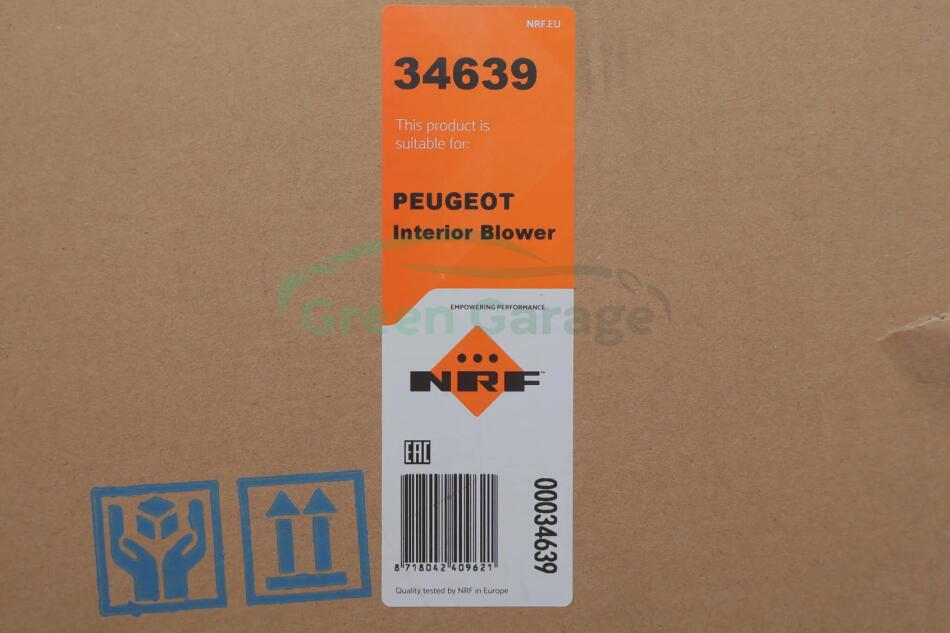 NRF.EU
34639
This product is
suitable for:
PEUGEOT
Interior Blower
Green Garage
EMPOWERING PERFORMANCE
NRF™
EAC
00034639
8 718042 409621
Quality tested by NRF in Europe